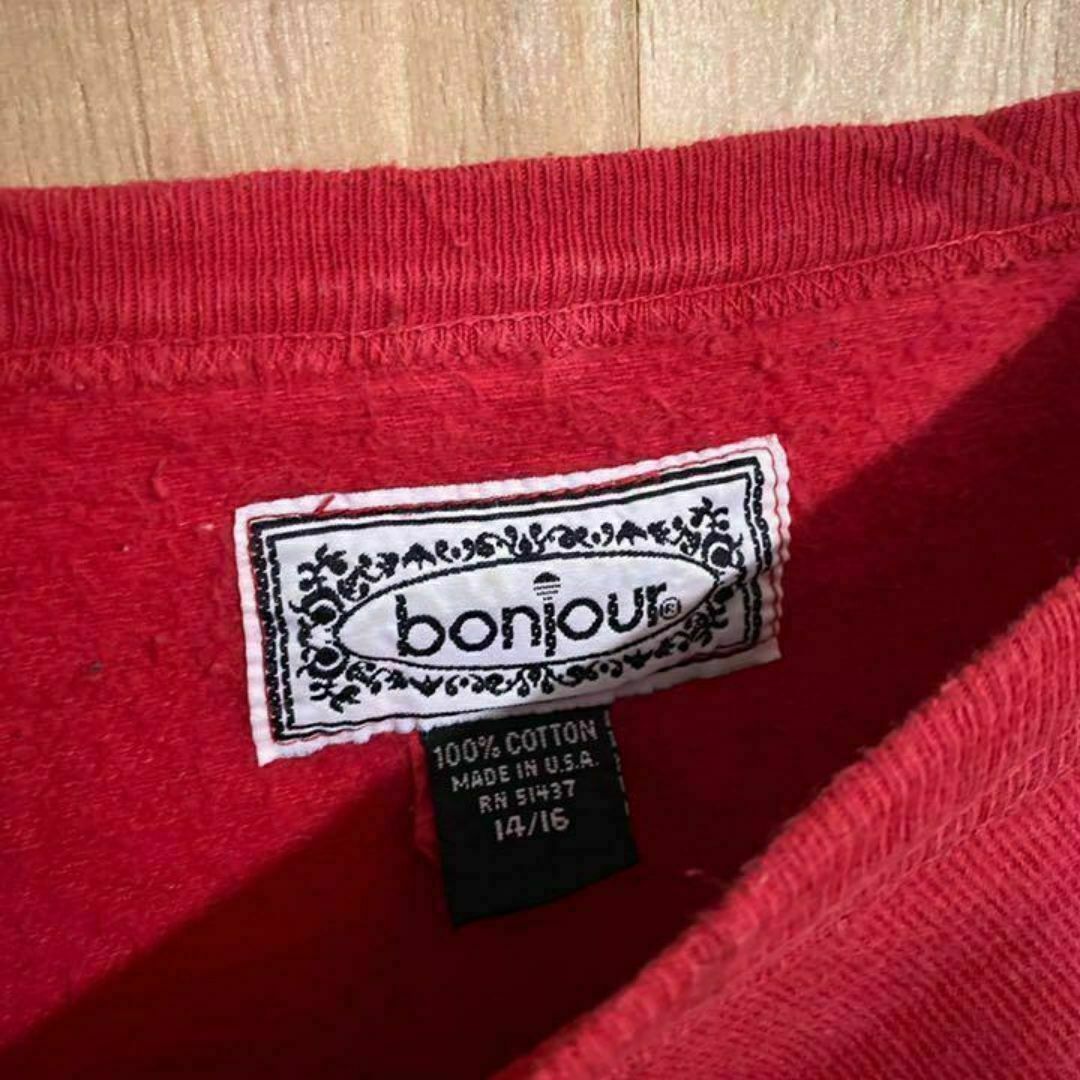 bonjour®
100% COTTON
MADE IN U.S.A.
RN 51437
14/16